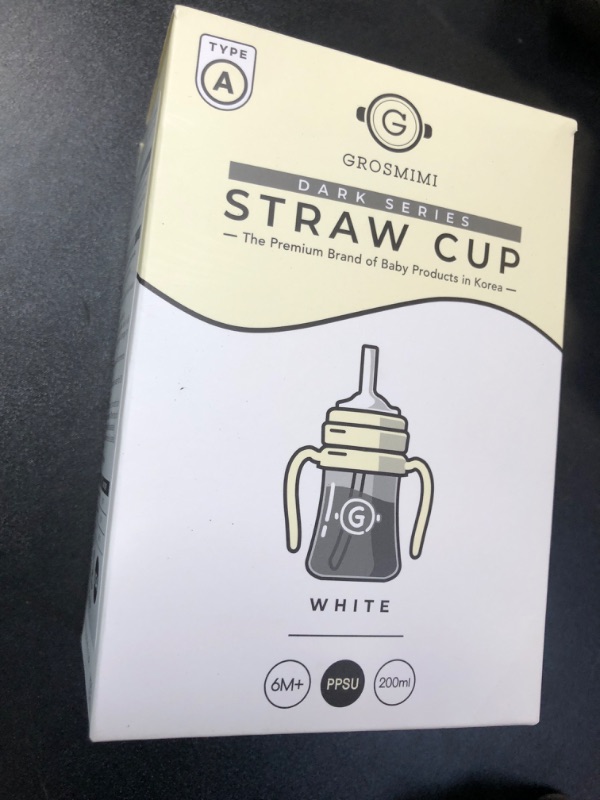 TYPE
A
G
GROSMIMI
DARK SERIES
STRAW CUP
— The Premium Brand of Baby Products in Korea —
G
WHITE
6M+ PPSU 200ml